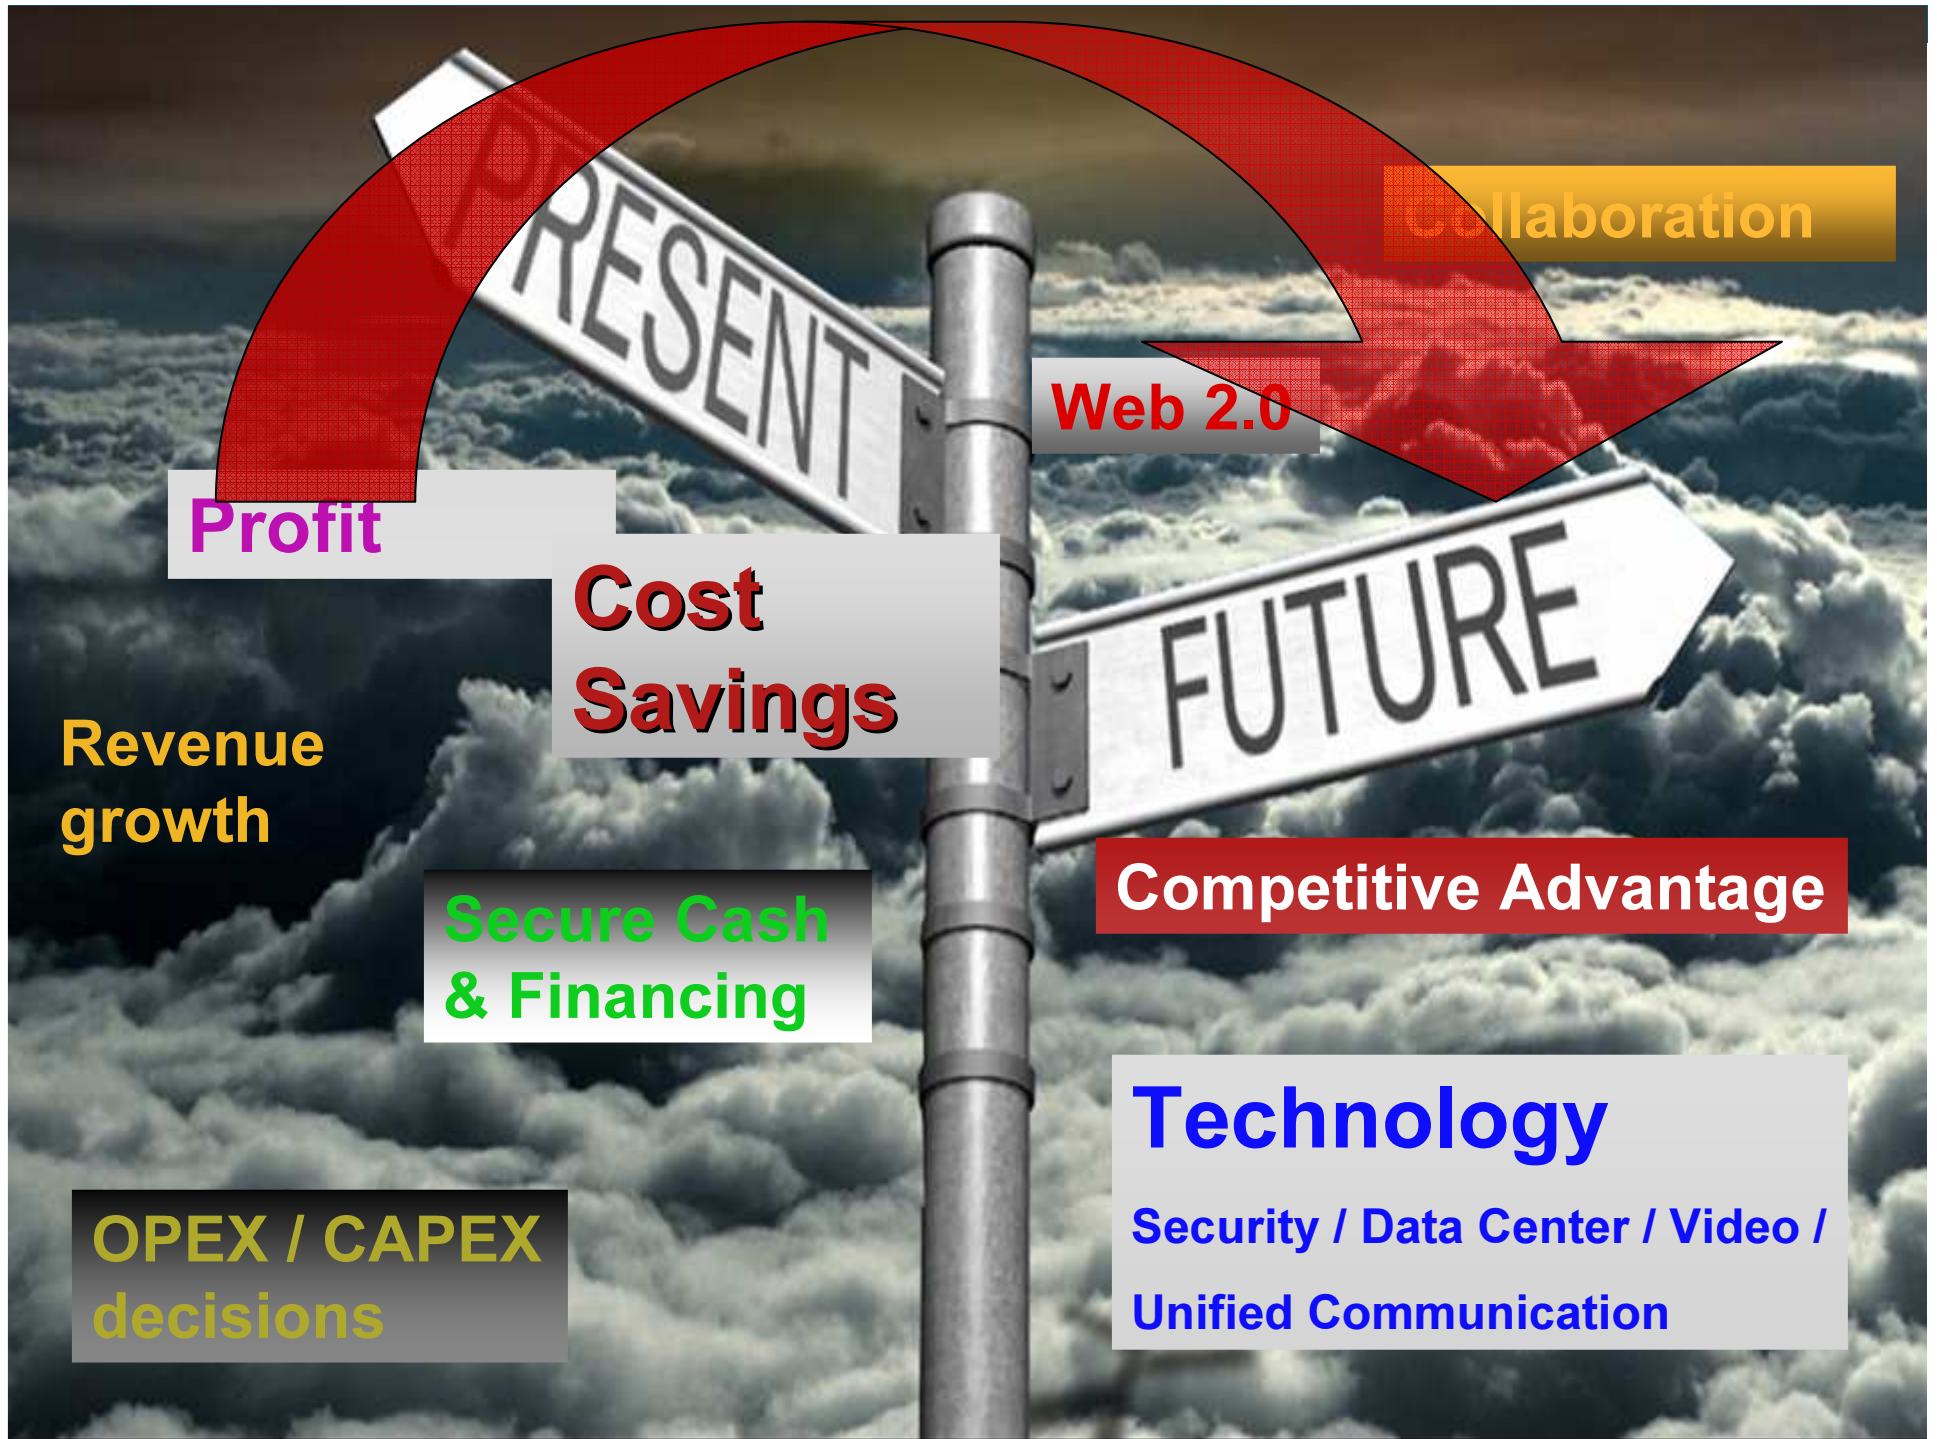 PRESENT
Collaboration
Web 2.0
Profit
Cost
Savings
FUTURE
Revenue
growth
Secure Cash
& Financing
Competitive Advantage
Technology
Security / Data Center / Video /
Unified Communication
OPEX / CAPEX
decisions